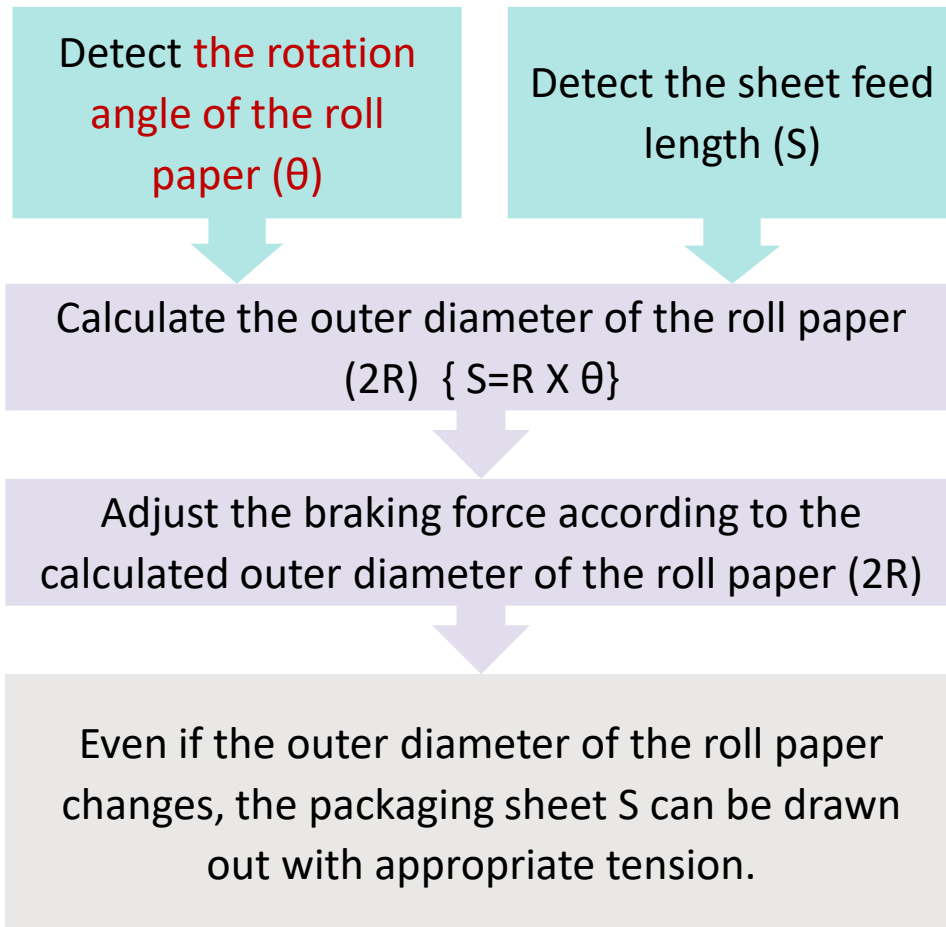 Detect the rotation
angle of the roll
paper (θ)
Detect the sheet feed
length (S)
Calculate the outer diameter of the roll paper
(2R) { S=R X θ}
Adjust the braking force according to the
calculated outer diameter of the roll paper (2R)
Even if the outer diameter of the roll paper
changes, the packaging sheet S can be drawn
out with appropriate tension.